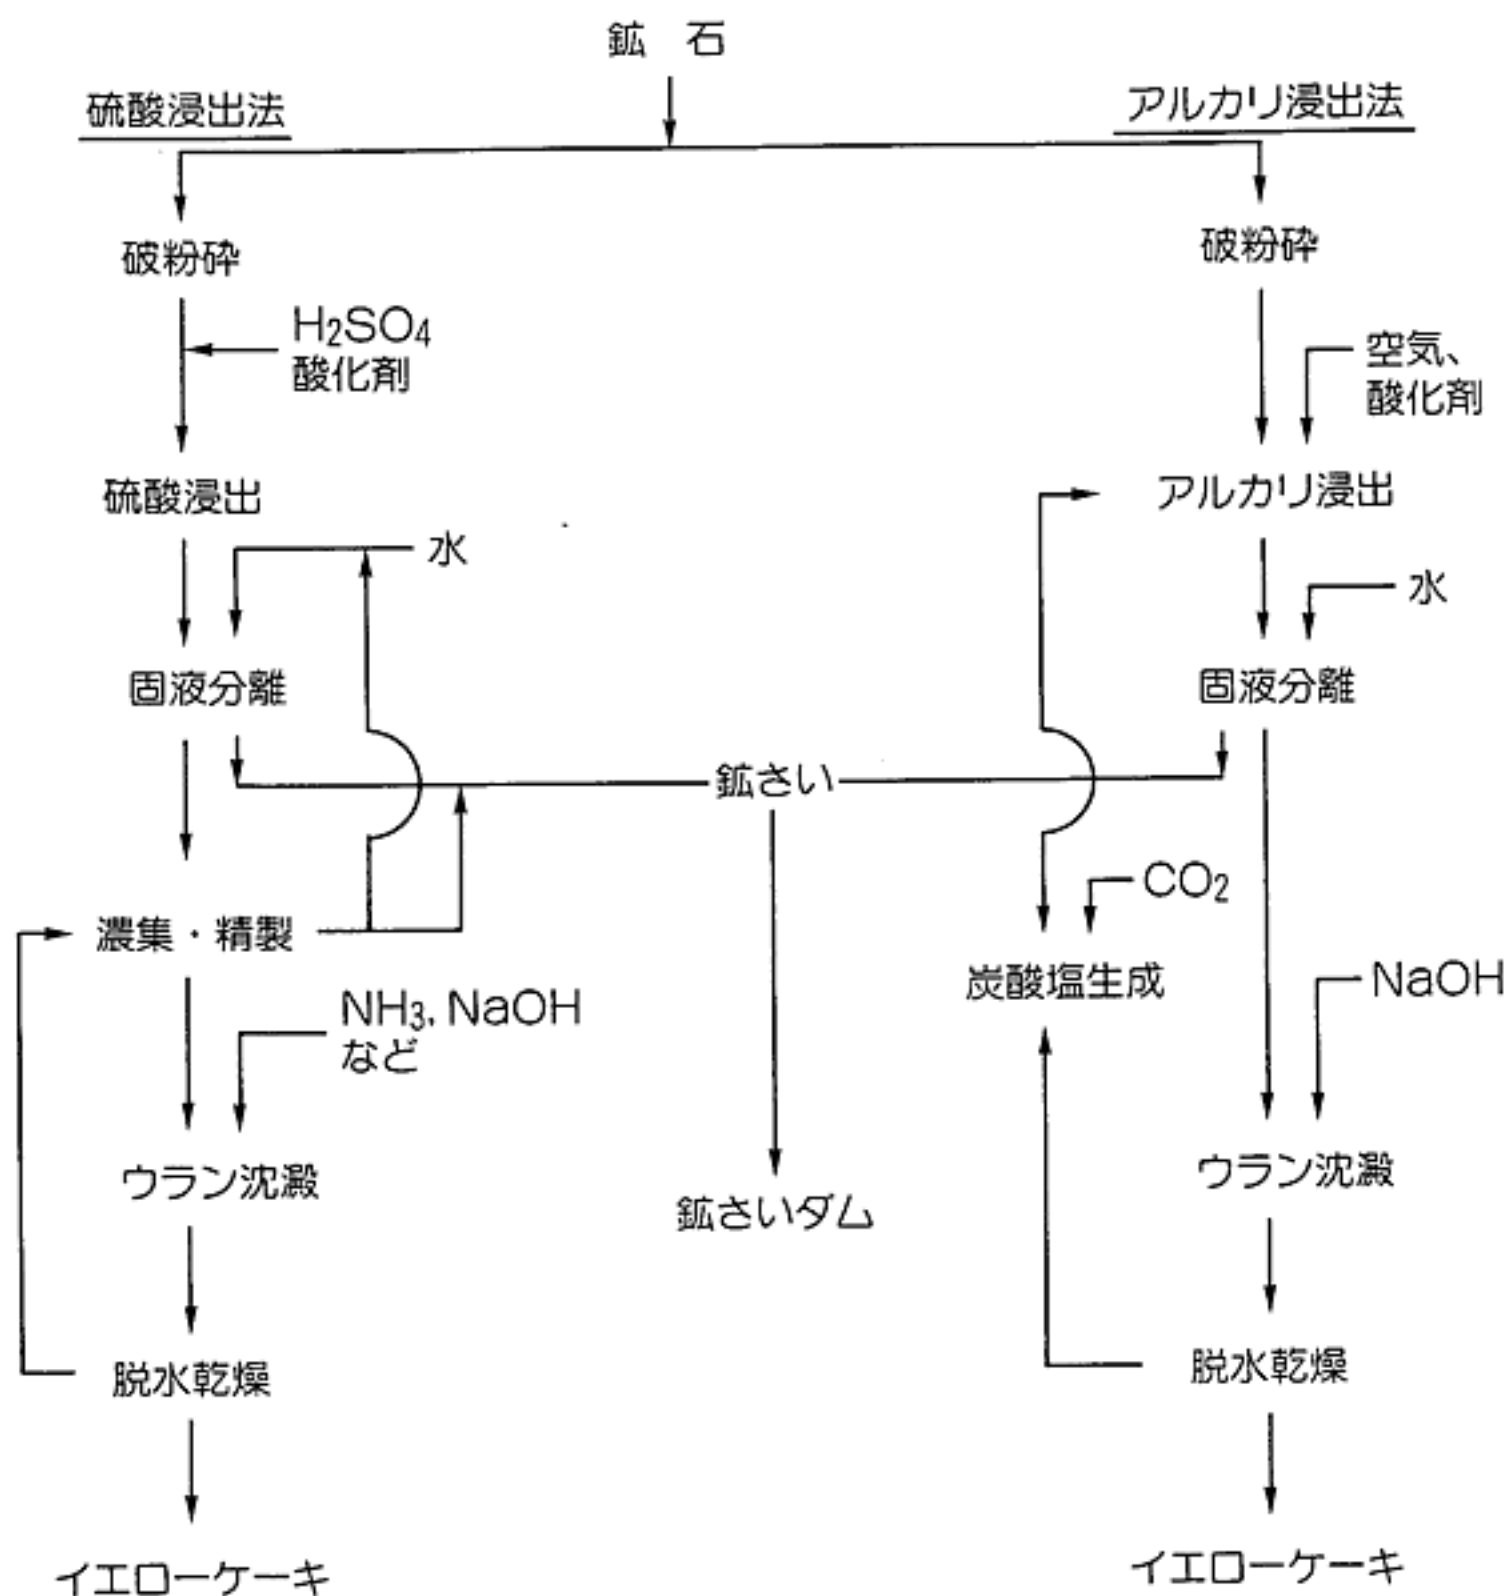 鉱 石
硫酸浸出法
アルカリ浸出法
破粉砕
破粉砕
H₂SO₄
酸化剤
空気、
酸化剤
硫酸浸出
アルカリ浸出
水
水
固液分離
固液分離
鉱さい
CO₂
濃集・精製
炭酸塩生成
NaOH
NH₃, NaOH
など
ウラン沈澱
ウラン沈澱
鉱さいダム
脱水乾燥
脱水乾燥
イエローケーキ
イエローケーキ